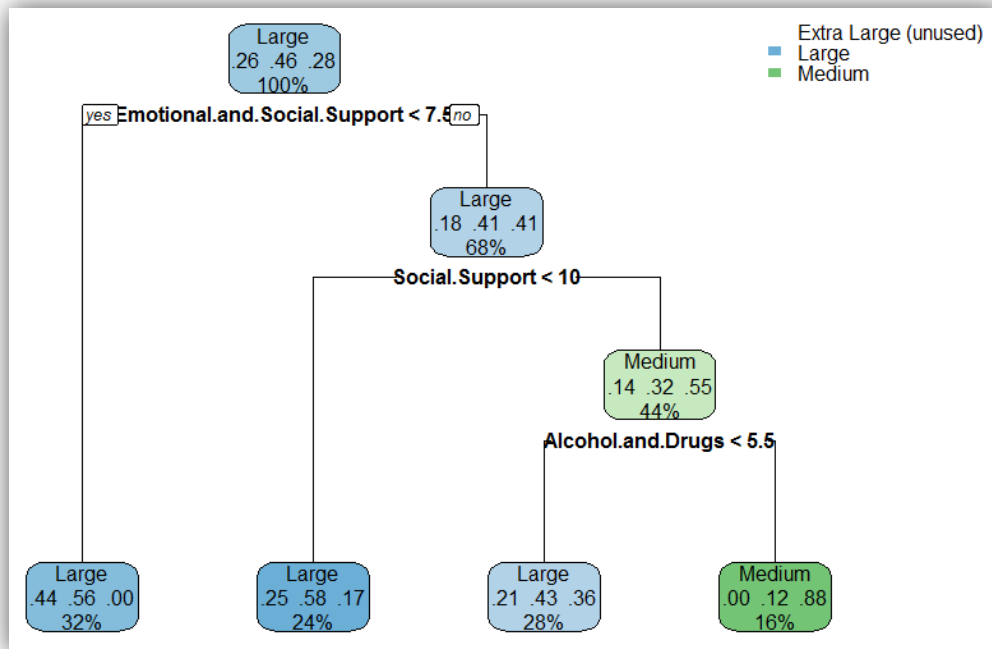 Extra Large (unused)
Large
Medium
Large
.26 .46 .28
100%
yes Emotional.and.Social.Support < 7.5 no
Large
.18 .41 .41
68%
Social.Support < 10
Medium
.14 .32 .55
44%
Alcohol.and.Drugs < 5.5
Large
.44 .56 .00
32%
Large
.25 .58 .17
24%
Large
.21 .43 .36
28%
Medium
.00 .12 .88
16%